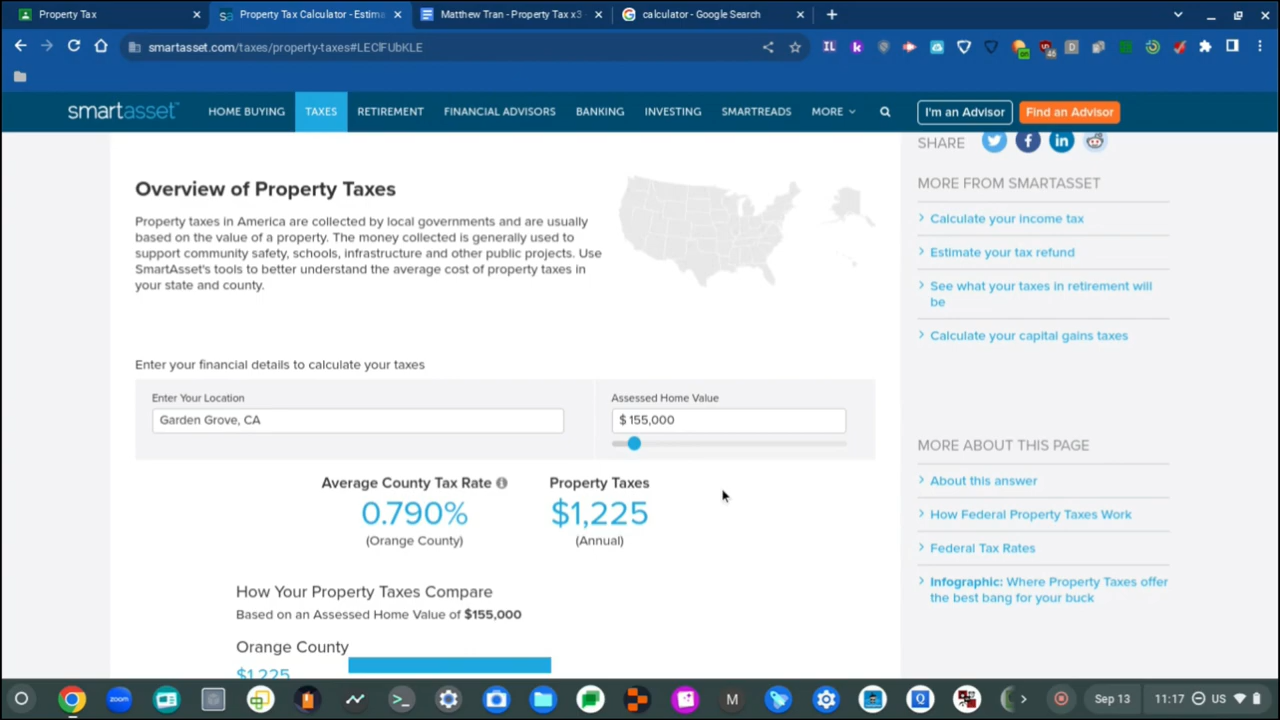 Property Tax
Property Tax Calculator - Estim
Matthew Tran - Property Tax x3
calculator - Google Search
smartasset.com/taxes/property-taxes#LEClFUbKLE
smartasset
HOME BUYING
TAXES
RETIREMENT
FINANCIAL ADVISORS
BANKING
INVESTING
SMARTREADS
MORE
I'm an Advisor
Find an Advisor
Overview of Property Taxes
Property taxes in America are collected by local governments and are usually
based on the value of a property. The money collected is generally used to
support community safety, schools, infrastructure and other public projects. Use
SmartAsset's tools to better understand the average cost of property taxes in
your state and county.
Enter your financial details to calculate your taxes
Enter Your Location
Garden Grove, CA
Assessed Home Value
$ 155,000
Average County Tax Rate
0.790%
(Orange County)
Property Taxes
$1,225
(Annual)
How Your Property Taxes Compare
Based on an Assessed Home Value of $155,000
Orange County
$1,225
SHARE
MORE FROM SMARTASSET
Calculate your income tax
Estimate your tax refund
See what your taxes in retirement will
be
Calculate your capital gains taxes
MORE ABOUT THIS PAGE
About this answer
How Federal Property Taxes Work
Federal Tax Rates
Infographic: Where Property Taxes offer
the best bang for your buck
zoom
M
Q
Sep 13
11:17
US